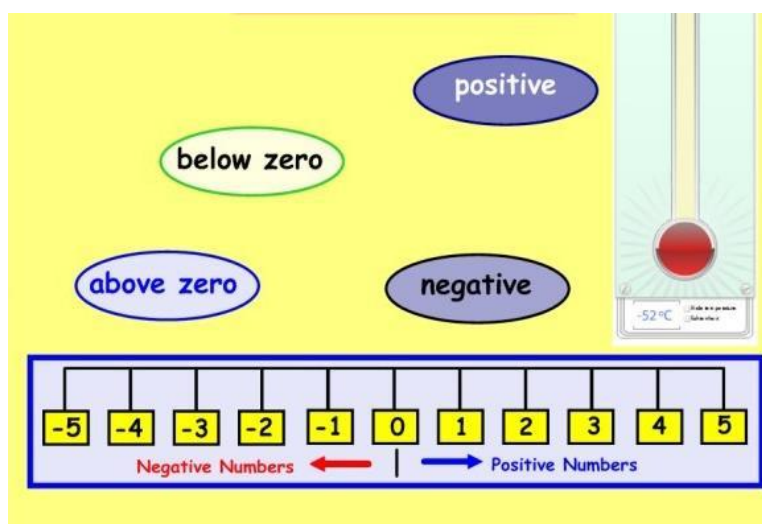 positive
below zero
above zero
negative
-52 °C
-5 -4 -3 -2 -1 0 1 2 3 4 5
Negative Numbers
Positive Numbers